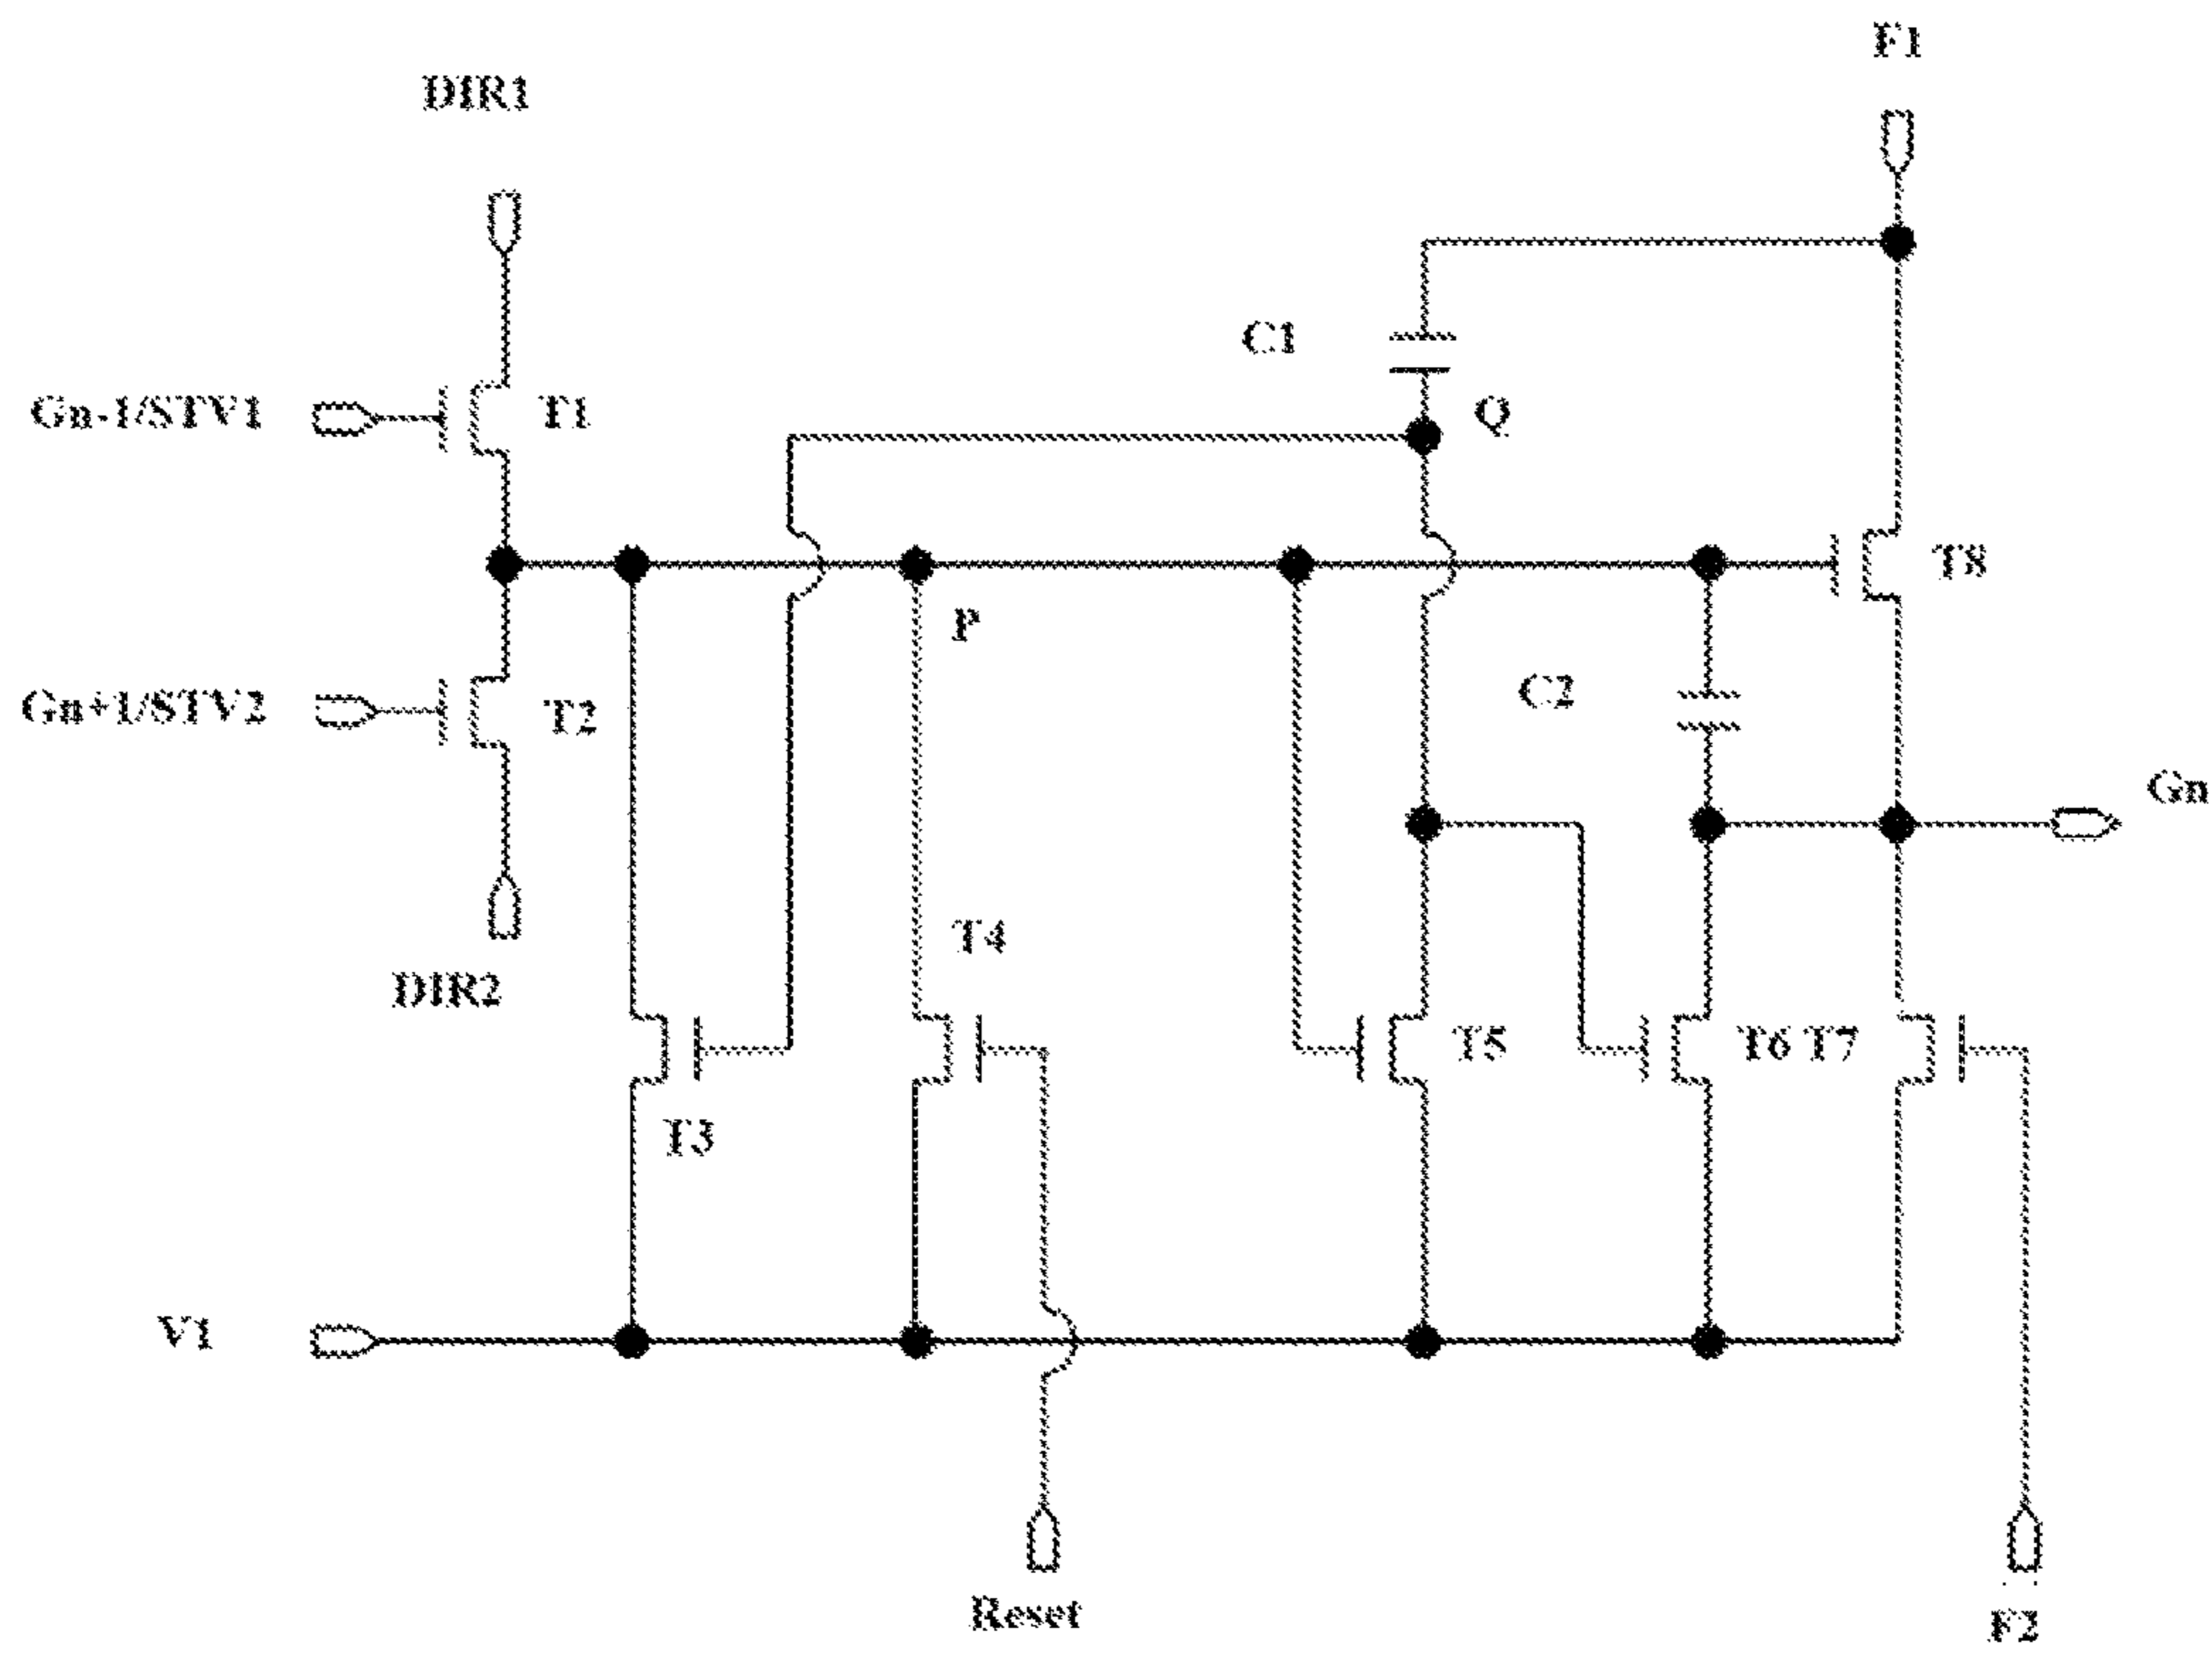 F1
DIR1
C1
Q
Gn-1/STV1
T1
T8
P
Gn+1/STV2
T2
C2
Gn
T4
DIR2
T5
T6 T7
T3
V1
Reset
F2